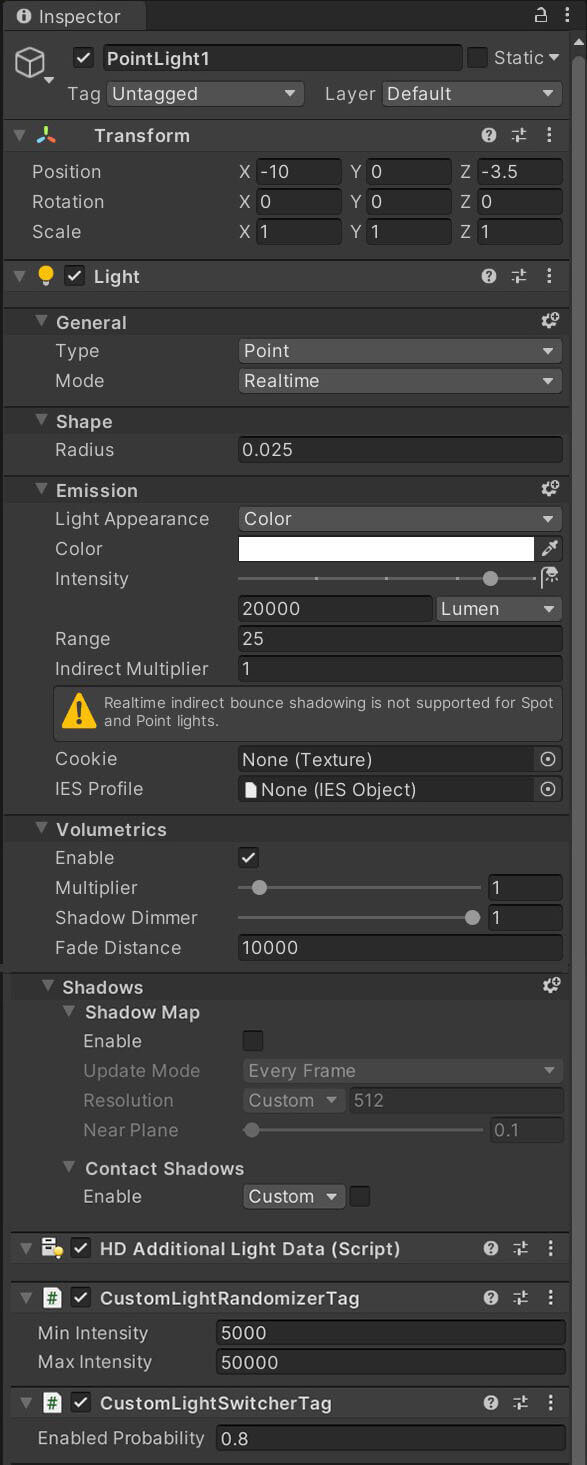 Inspector
PointLight1 Static
Tag Untagged Layer Default
Transform
Position X -10 Y 0 Z -3.5
Rotation X 0 Y 0 Z 0
Scale X 1 Y 1 Z 1
Light
General
Type Point
Mode Realtime
Shape
Radius 0.025
Emission
Light Appearance Color
Color
Intensity
20000 Lumen
Range 25
Indirect Multiplier 1
Realtime indirect bounce shadowing is not supported for Spot
and Point lights.
Cookie None (Texture)
IES Profile None (IES Object)
Volumetrics
Enable
Multiplier 1
Shadow Dimmer 1
Fade Distance 10000
Shadows
Shadow Map
Enable
Update Mode Every Frame
Resolution Custom 512
Near Plane 0.1
Contact Shadows
Enable Custom
HD Additional Light Data (Script)
# CustomLightRandomizerTag
Min Intensity 5000
Max Intensity 50000
# CustomLightSwitcherTag
Enabled Probability 0.8